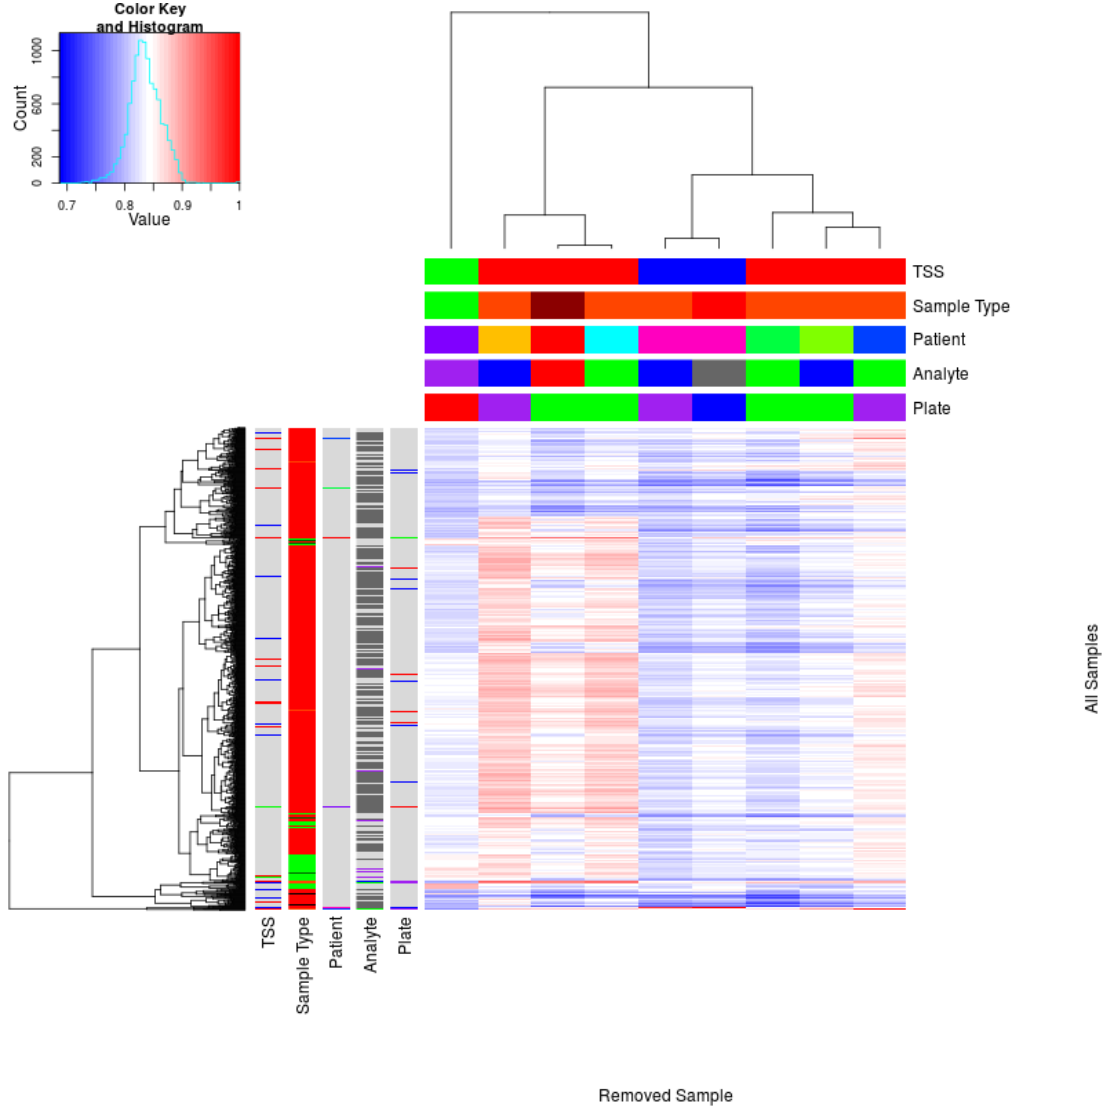 Color Key
and Histogram
Count
0
200
600
1000
0.7
0.8
0.9
1
Value
TSS
Sample Type
Patient
Analyte
Plate
TSS
Sample Type
Patient
Analyte
Plate
All Samples
Removed Sample